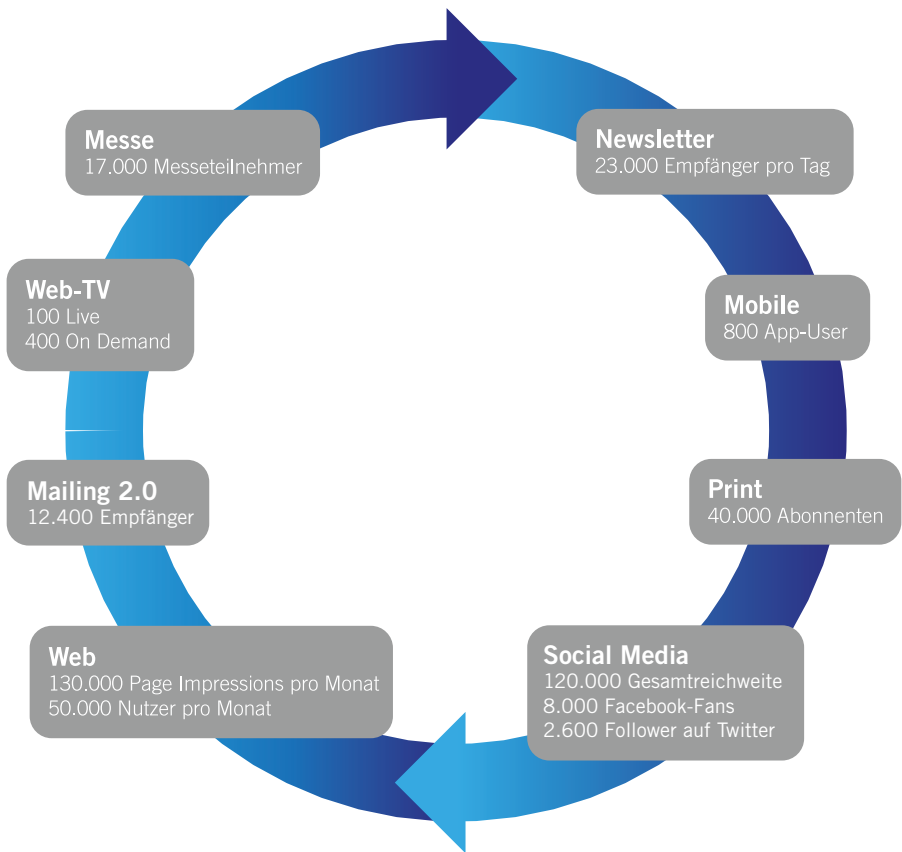 Messe
17.000 Messeteilnehmer
Newsletter
23.000 Empfänger pro Tag
Web-TV
100 Live
400 On Demand
Mobile
800 App-User
Mailing 2.0
12.400 Empfänger
Print
40.000 Abonnenten
Web
130.000 Page Impressions pro Monat
50.000 Nutzer pro Monat
Social Media
120.000 Gesamtreichweite
8.000 Facebook-Fans
2.600 Follower auf Twitter